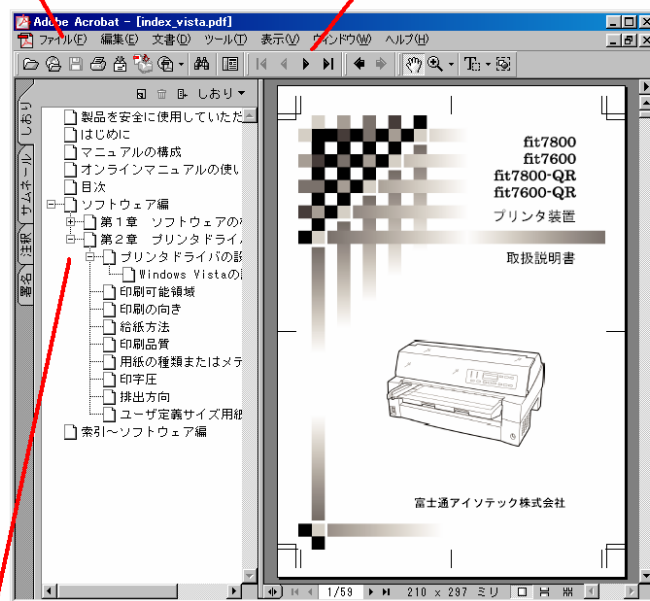 Adobe Acrobat - [index_vista.pdf]
ファイル(F) 編集(E) 文書(D) ツール(T) 表示(V) ウィンドウ(W) ヘルプ(H)
しおり
しおり
サムネール
注釈
署名
製品を安全に使用していただ
はじめに
マニュアルの構成
オンラインマニュアルの使い
目次
ソフトウェア編
第1章 ソフトウェアの
第2章 プリンタドライ
プリンタドライバの設
Windows Vistaの
印刷可能領域
印刷の向き
給紙方法
印刷品質
用紙の種類またはメデ
印字圧
排出方向
ユーザ定義サイズ用紙
索引～ソフトウェア編
fit7800
fit7600
fit7800-QR
fit7600-QR
プリンタ装置
取扱説明書
富士通アイソテック株式会社
1/59 210 x 297 ミリ